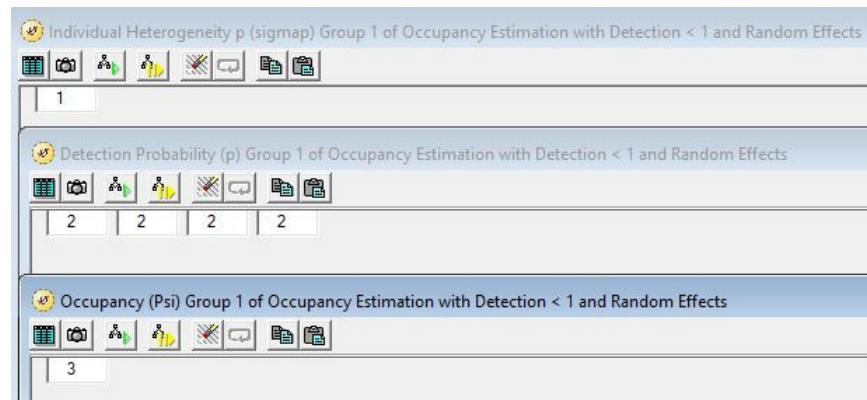 Individual Heterogeneity p (sigmap) Group 1 of Occupancy Estimation with Detection < 1 and Random Effects
1
Detection Probability (p) Group 1 of Occupancy Estimation with Detection < 1 and Random Effects
2 2 2 2
Occupancy (Psi) Group 1 of Occupancy Estimation with Detection < 1 and Random Effects
3